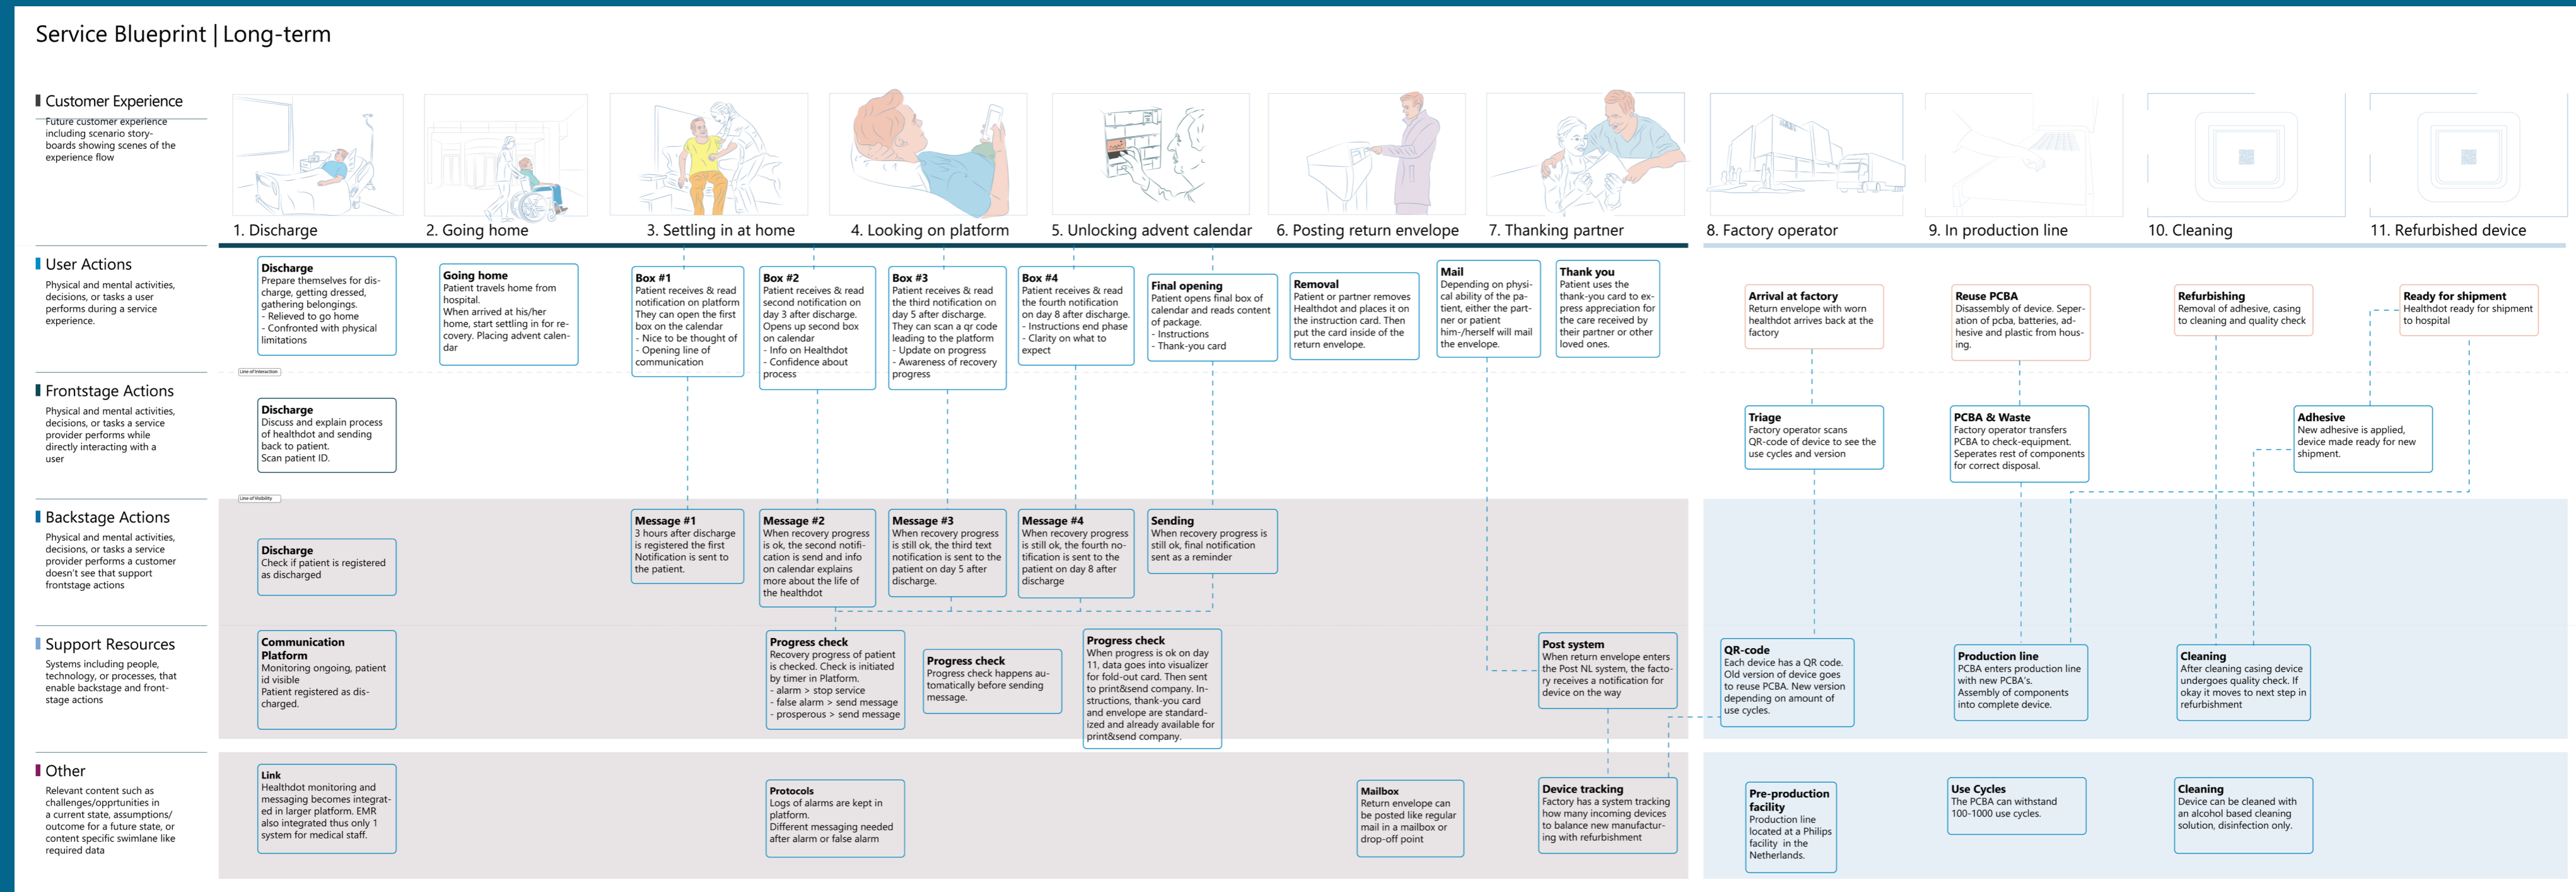 Service Blueprint | Long-term
Customer Experience
Future customer experience
including scenario story-
boards showing scenes of the
experience flow
1. Discharge
2. Going home
3. Settling in at home
4. Looking on platform
5. Unlocking advent calendar
6. Posting return envelope
7. Thanking partner
8. Factory operator
9. In production line
10. Cleaning
11. Refurbished device
User Actions
Physical and mental activities,
decisions, or tasks a user
performs during a service
experience.
Discharge
Prepare themselves for dis-
charge, getting dressed,
gathering belongings.
- Relieved to go home
- Confronted with physical
limitations
Going home
Patient travels home from
hospital.
When arrived at his/her
home, start settling in for re-
covery. Placing advent calen-
dar
Box #1
Patient receives & read
notification on platform
They can open the first
box on the calendar
- Nice to be thought of
- Opening line of
communication
Box #2
Patient receives & read
second notification on
day 3 after discharge.
Opens up second box
on calendar
- Info on Healthdot
- Confidence about
process
Box #3
Patient receives & read
the third notification on
day 5 after discharge.
They can scan a qr code
leading to the platform
- Update on progress
- Awareness of recovery
progress
Box #4
Patient receives & read
the fourth notification
on day 8 after discharge.
- Instructions end phase
- Clarity on what to
expect
Final opening
Patient opens final box of
calendar and reads content
of package.
- Instructions
- Thank-you card
Removal
Patient or partner removes
Healthdot and places it on
the instruction card. Then
put the card inside of the
return envelope.
Mail
Depending on physi-
cal ability of the pa-
tient, either the part-
ner or patient
him-/herself will mail
the envelope.
Thank you
Patient uses the
thank-you card to ex-
press appreciation for
the care received by
their partner or other
loved ones.
Arrival at factory
Return envelope with worn
healthdot arrives back at the
factory
Reuse PCBA
Disassembly of device. Seper-
ation of pcba, batteries, ad-
hesive and plastic from hous-
ing.
Refurbishing
Removal of adhesive, casing
to cleaning and quality check
Ready for shipment
Healthdot ready for shipment
to hospital
Line of Interaction
Frontstage Actions
Physical and mental activities,
decisions, or tasks a service
provider performs while
directly interacting with a
user
Discharge
Discuss and explain process
of healthdot and sending
back to patient.
Scan patient ID.
Triage
Factory operator scans
QR-code of device to see the
use cycles and version
PCBA & Waste
Factory operator transfers
PCBA to check-equipment.
Seperates rest of components
for correct disposal.
Adhesive
New adhesive is applied,
device made ready for new
shipment.
Line of Visibility
Backstage Actions
Physical and mental activities,
decisions, or tasks a service
provider performs a customer
doesn't see that support
frontstage actions
Discharge
Check if patient is registered
as discharged
Message #1
3 hours after discharge
is registered the first
Notification is sent to
the patient.
Message #2
When recovery progress
is ok, the second notifi-
cation is send and info
on calendar explains
more about the life of
the healthdot
Message #3
When recovery progress
is still ok, the third text
notification is sent to the
patient on day 5 after
discharge.
Message #4
When recovery progress
is still ok, the fourth no-
tification is sent to the
patient on day 8 after
discharge
Sending
When recovery progress is
still ok, final notification
sent as a reminder
Support Resources
Systems including people,
technology, or processes, that
enable backstage and front-
stage actions
Communication
Platform
Monitoring ongoing, patient
id visible
Patient registered as dis-
charged.
Progress check
Recovery progress of patient
is checked. Check is initiated
by timer in Platform.
- alarm > stop service
- false alarm > send message
- prosperous > send message
Progress check
Progress check happens au-
tomatically before sending
message.
Progress check
When progress is ok on day
11, data goes into visualizer
for fold-out card. Then sent
to print&send company. In-
structions, thank-you card
and envelope are standard-
ized and already available for
print&send company.
Post system
When return envelope enters
the Post NL system, the facto-
ry receives a notification for
device on the way
QR-code
Each device has a QR code.
Old version of device goes
to reuse PCBA. New version
depending on amount of
use cycles.
Production line
PCBA enters production line
with new PCBA's.
Assembly of components
into complete device.
Cleaning
After cleaning casing device
undergoes quality check. If
okay it moves to next step in
refurbishment
Other
Relevant content such as
challenges/opprtunities in
a current state, assumptions/
outcome for a future state, or
content specific swimlane like
required data
Link
Healthdot monitoring and
messaging becomes integrat-
ed in larger platform. EMR
also integrated thus only 1
system for medical staff.
Protocols
Logs of alarms are kept in
platform.
Different messaging needed
after alarm or false alarm
Mailbox
Return envelope can
be posted like regular
mail in a mailbox or
drop-off point
Device tracking
Factory has a system tracking
how many incoming devices
to balance new manufactur-
ing with refurbishment
Pre-production
facility
Production line
located at a Philips
facility in the
Netherlands.
Use Cycles
The PCBA can withstand
100-1000 use cycles.
Cleaning
Device can be cleaned with
an alcohol based cleaning
solution, disinfection only.